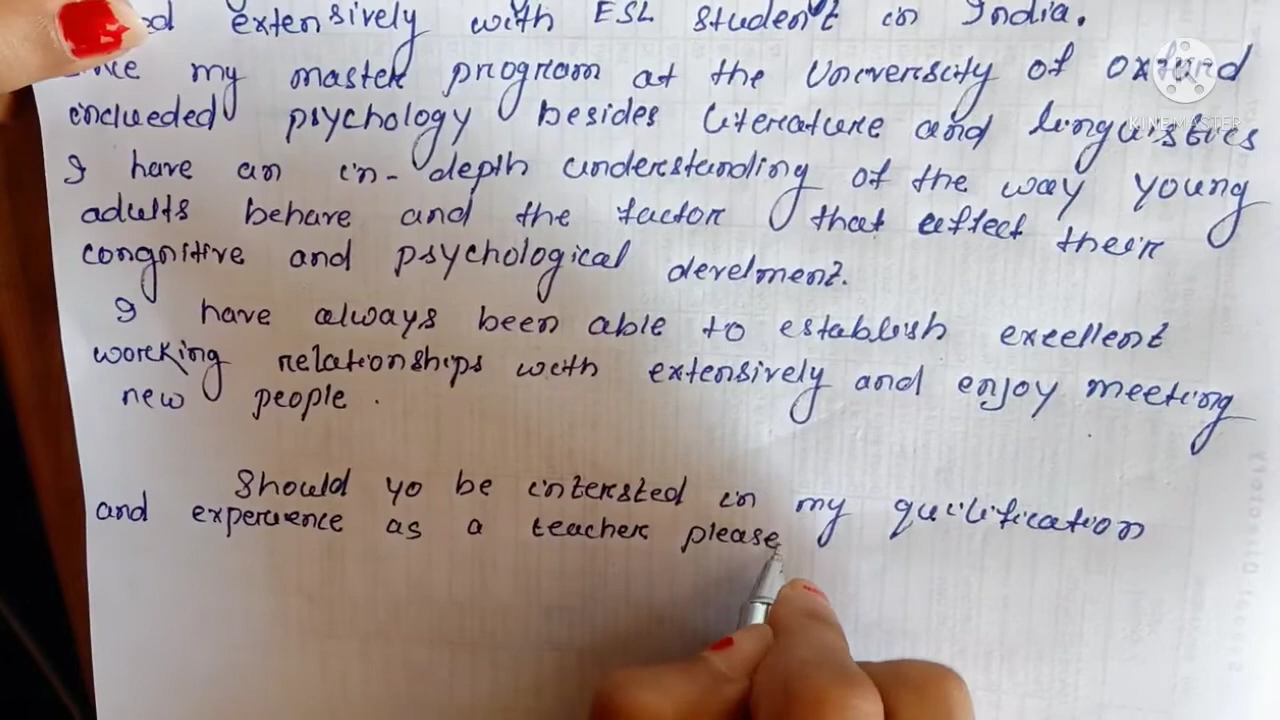 extensively with ESL student in India.
my master program at the University of oxford
inclueded psychology besides literature and linguistics
I have an in-depth understanding of the way young
adults behave and the factor that effect their
congnitive and psychological develment.
I have always been able to establish excellent
working relationships with extensively and enjoy meeting
new people.
Should yo be intersted in my quilification
and experience as a teacher please
KINEMASTER